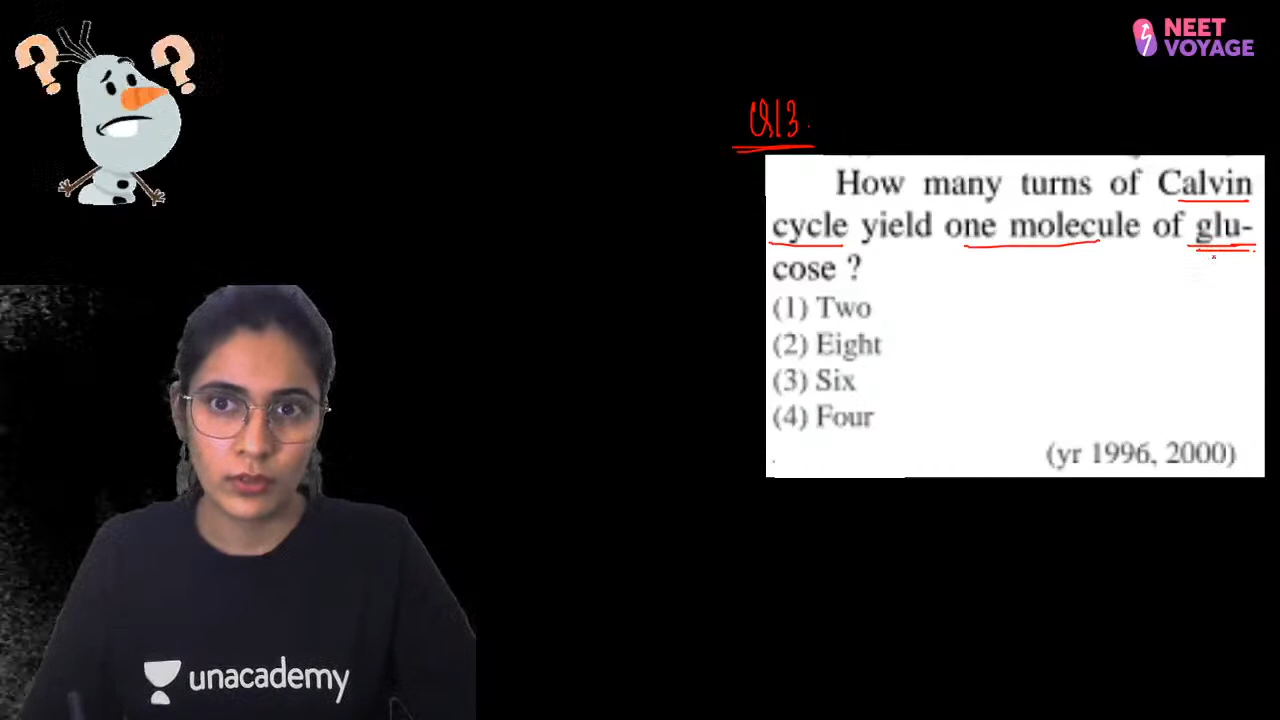 NEET
VOYAGE
Q13.
How many turns of Calvin
cycle yield one molecule of glu-
cose ?
(1) Two
(2) Eight
(3) Six
(4) Four
(yr 1996, 2000)
unacademy